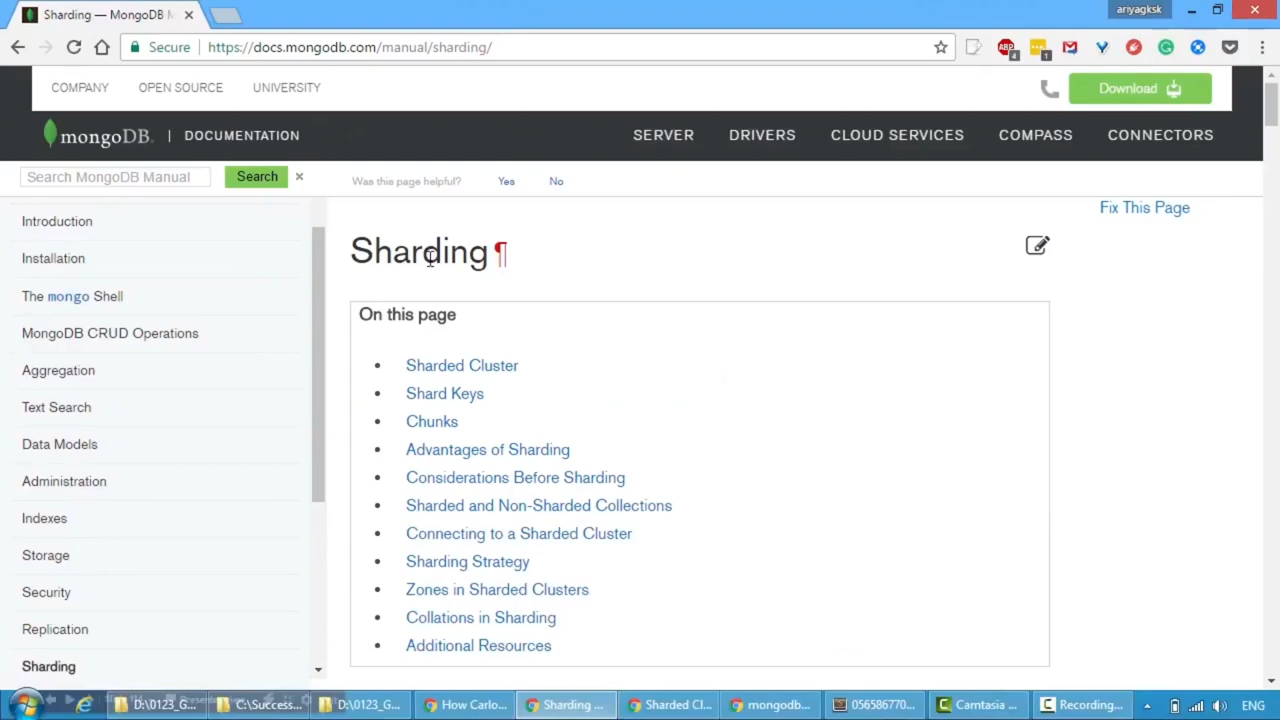 ariyagksk
Sharding — MongoDB M
Secure
https://docs.mongodb.com/manual/sharding/
ABP
4
1
COMPANY
OPEN SOURCE
UNIVERSITY
Download
mongoDB.
DOCUMENTATION
SERVER
DRIVERS
CLOUD SERVICES
COMPASS
CONNECTORS
Search MongoDB Manual
Search
Was this page helpful?
Yes
No
Introduction
Installation
The mongo Shell
MongoDB CRUD Operations
Aggregation
Text Search
Data Models
Administration
Indexes
Storage
Security
Replication
Sharding
Fix This Page
Sharding ¶
On this page
• Sharded Cluster
• Shard Keys
• Chunks
• Advantages of Sharding
• Considerations Before Sharding
• Sharded and Non-Sharded Collections
• Connecting to a Sharded Cluster
• Sharding Strategy
• Zones in Sharded Clusters
• Collations in Sharding
• Additional Resources
D:\0123_G...
C:\Success...
D:\0123_G...
How Carlo...
Sharding ...
Sharded Cl...
mongodb...
056586770...
Camtasia ...
Recording...
ENG